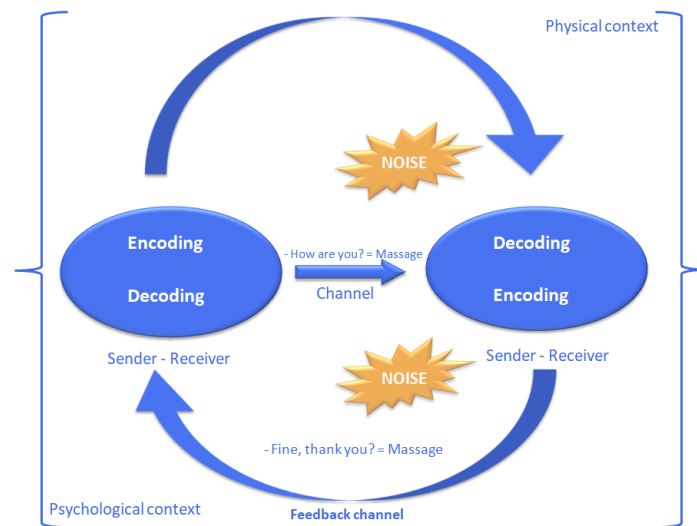 Physical context
NOISE
Encoding
Decoding
- How are you? = Massage
Channel
Decoding
Encoding
Sender - Receiver
NOISE
Sender - Receiver
- Fine, thank you? = Massage
Psychological context
Feedback channel